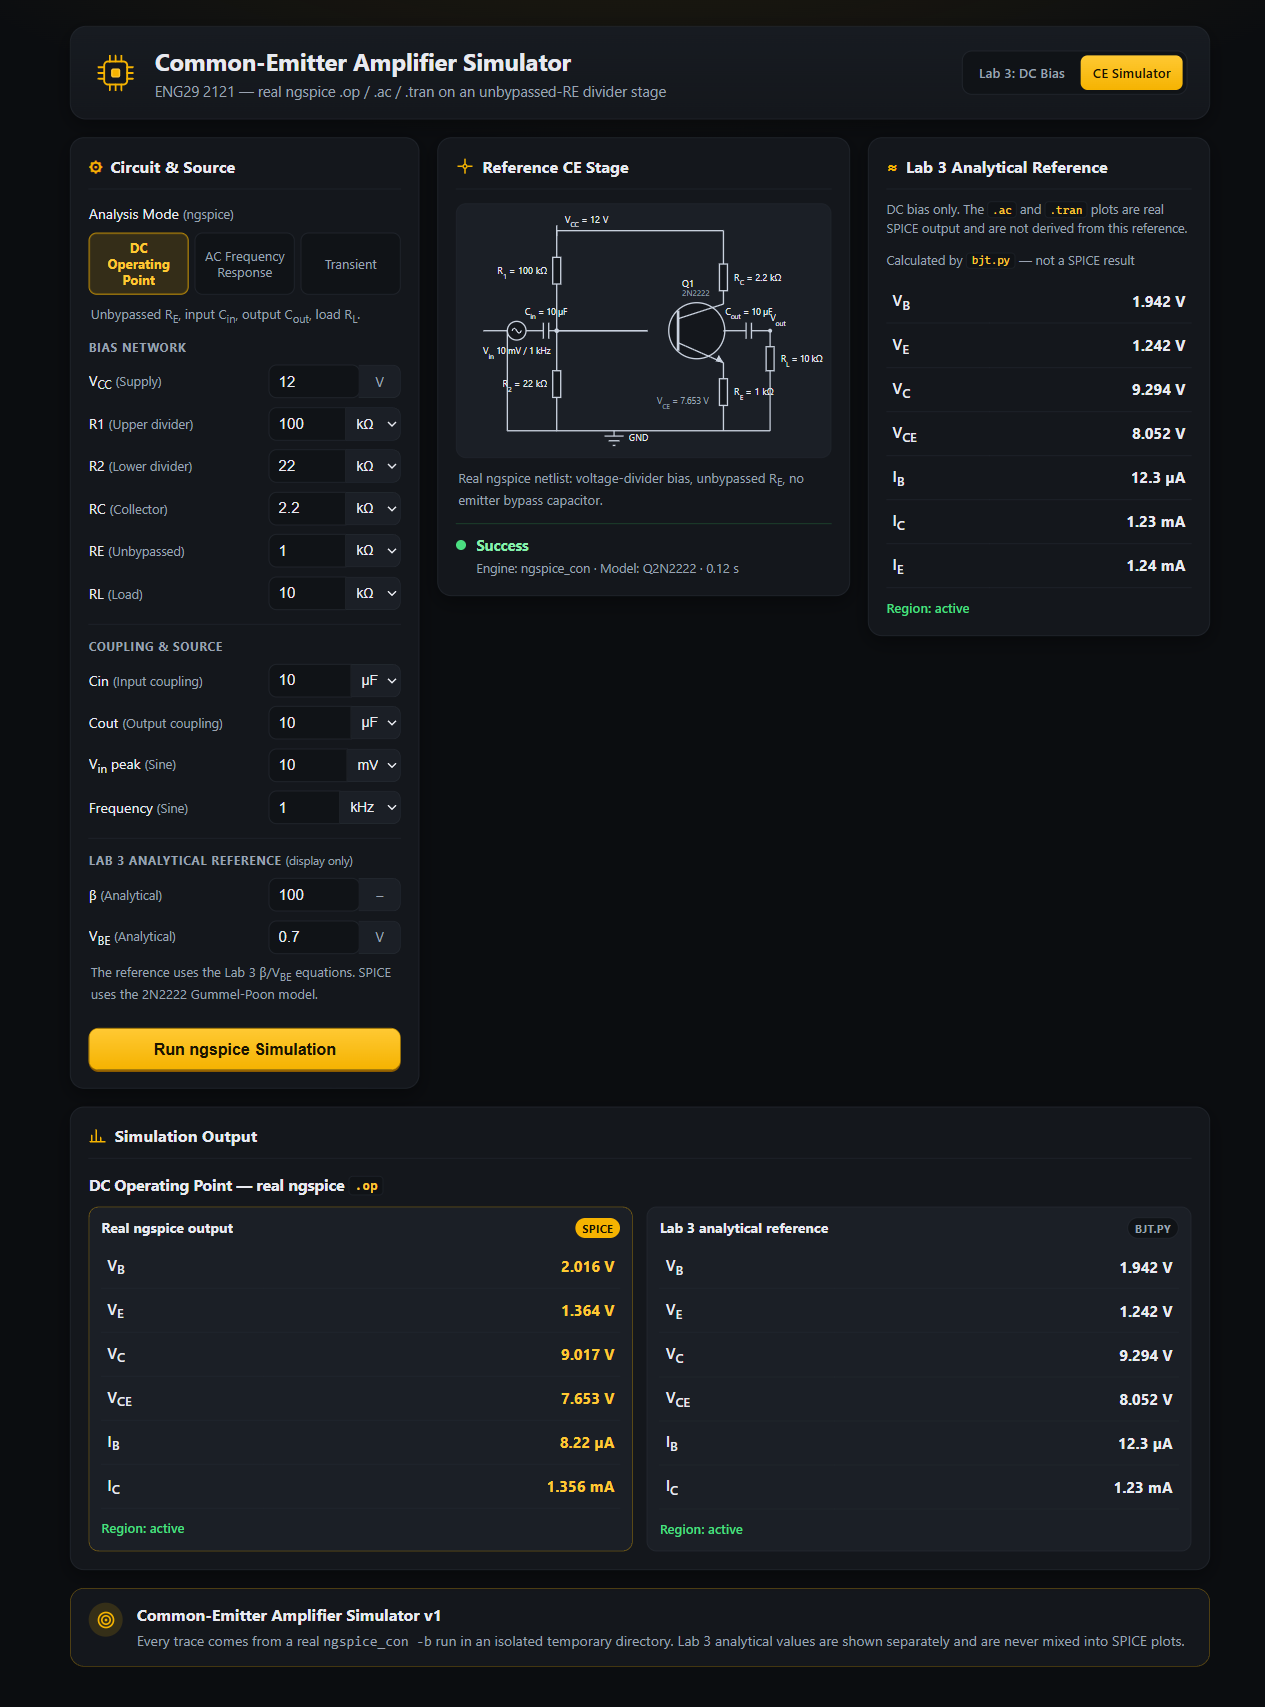 Common-Emitter Amplifier Simulator
ENG29 2121 — real ngspice .op / .ac / .tran on an unbypassed-RE divider stage
Lab 3: DC Bias
CE Simulator
Circuit & Source
Analysis Mode (ngspice)
DC
Operating
Point
AC Frequency
Response
Transient
Unbypassed RE, input Cin, output Cout, load RL.
BIAS NETWORK
VCC (Supply) 12 V
R1 (Upper divider) 100 kΩ
R2 (Lower divider) 22 kΩ
RC (Collector) 2.2 kΩ
RE (Unbypassed) 1 kΩ
RL (Load) 10 kΩ
COUPLING & SOURCE
Cin (Input coupling) 10 µF
Cout (Output coupling) 10 µF
Vin peak (Sine) 10 mV
Frequency (Sine) 1 kHz
LAB 3 ANALYTICAL REFERENCE (display only)
β (Analytical) 100 –
VBE (Analytical) 0.7 V
The reference uses the Lab 3 β/VBE equations. SPICE
uses the 2N2222 Gummel-Poon model.
Run ngspice Simulation
Reference CE Stage
VCC = 12 V
R1 = 100 kΩ
RC = 2.2 kΩ
Q1
2N2222
Cin = 10 µF
Cout = 10 µF
Vout
Vin 10 mV / 1 kHz
RL = 10 kΩ
R2 = 22 kΩ
RE = 1 kΩ
VCE = 7.653 V
GND
Real ngspice netlist: voltage-divider bias, unbypassed RE, no
emitter bypass capacitor.
Success
Engine: ngspice_con · Model: Q2N2222 · 0.12 s
≈ Lab 3 Analytical Reference
DC bias only. The .ac and .tran plots are real
SPICE output and are not derived from this reference.
Calculated by bjt.py — not a SPICE result
VB 1.942 V
VE 1.242 V
VC 9.294 V
VCE 8.052 V
IB 12.3 µA
IC 1.23 mA
IE 1.24 mA
Region: active
Simulation Output
DC Operating Point — real ngspice .op
Real ngspice output SPICE
VB 2.016 V
VE 1.364 V
VC 9.017 V
VCE 7.653 V
IB 8.22 µA
IC 1.356 mA
Region: active
Lab 3 analytical reference BJT.PY
VB 1.942 V
VE 1.242 V
VC 9.294 V
VCE 8.052 V
IB 12.3 µA
IC 1.23 mA
Region: active
Common-Emitter Amplifier Simulator v1
Every trace comes from a real ngspice_con -b run in an isolated temporary directory. Lab 3 analytical values are shown separately and are never mixed into SPICE plots.